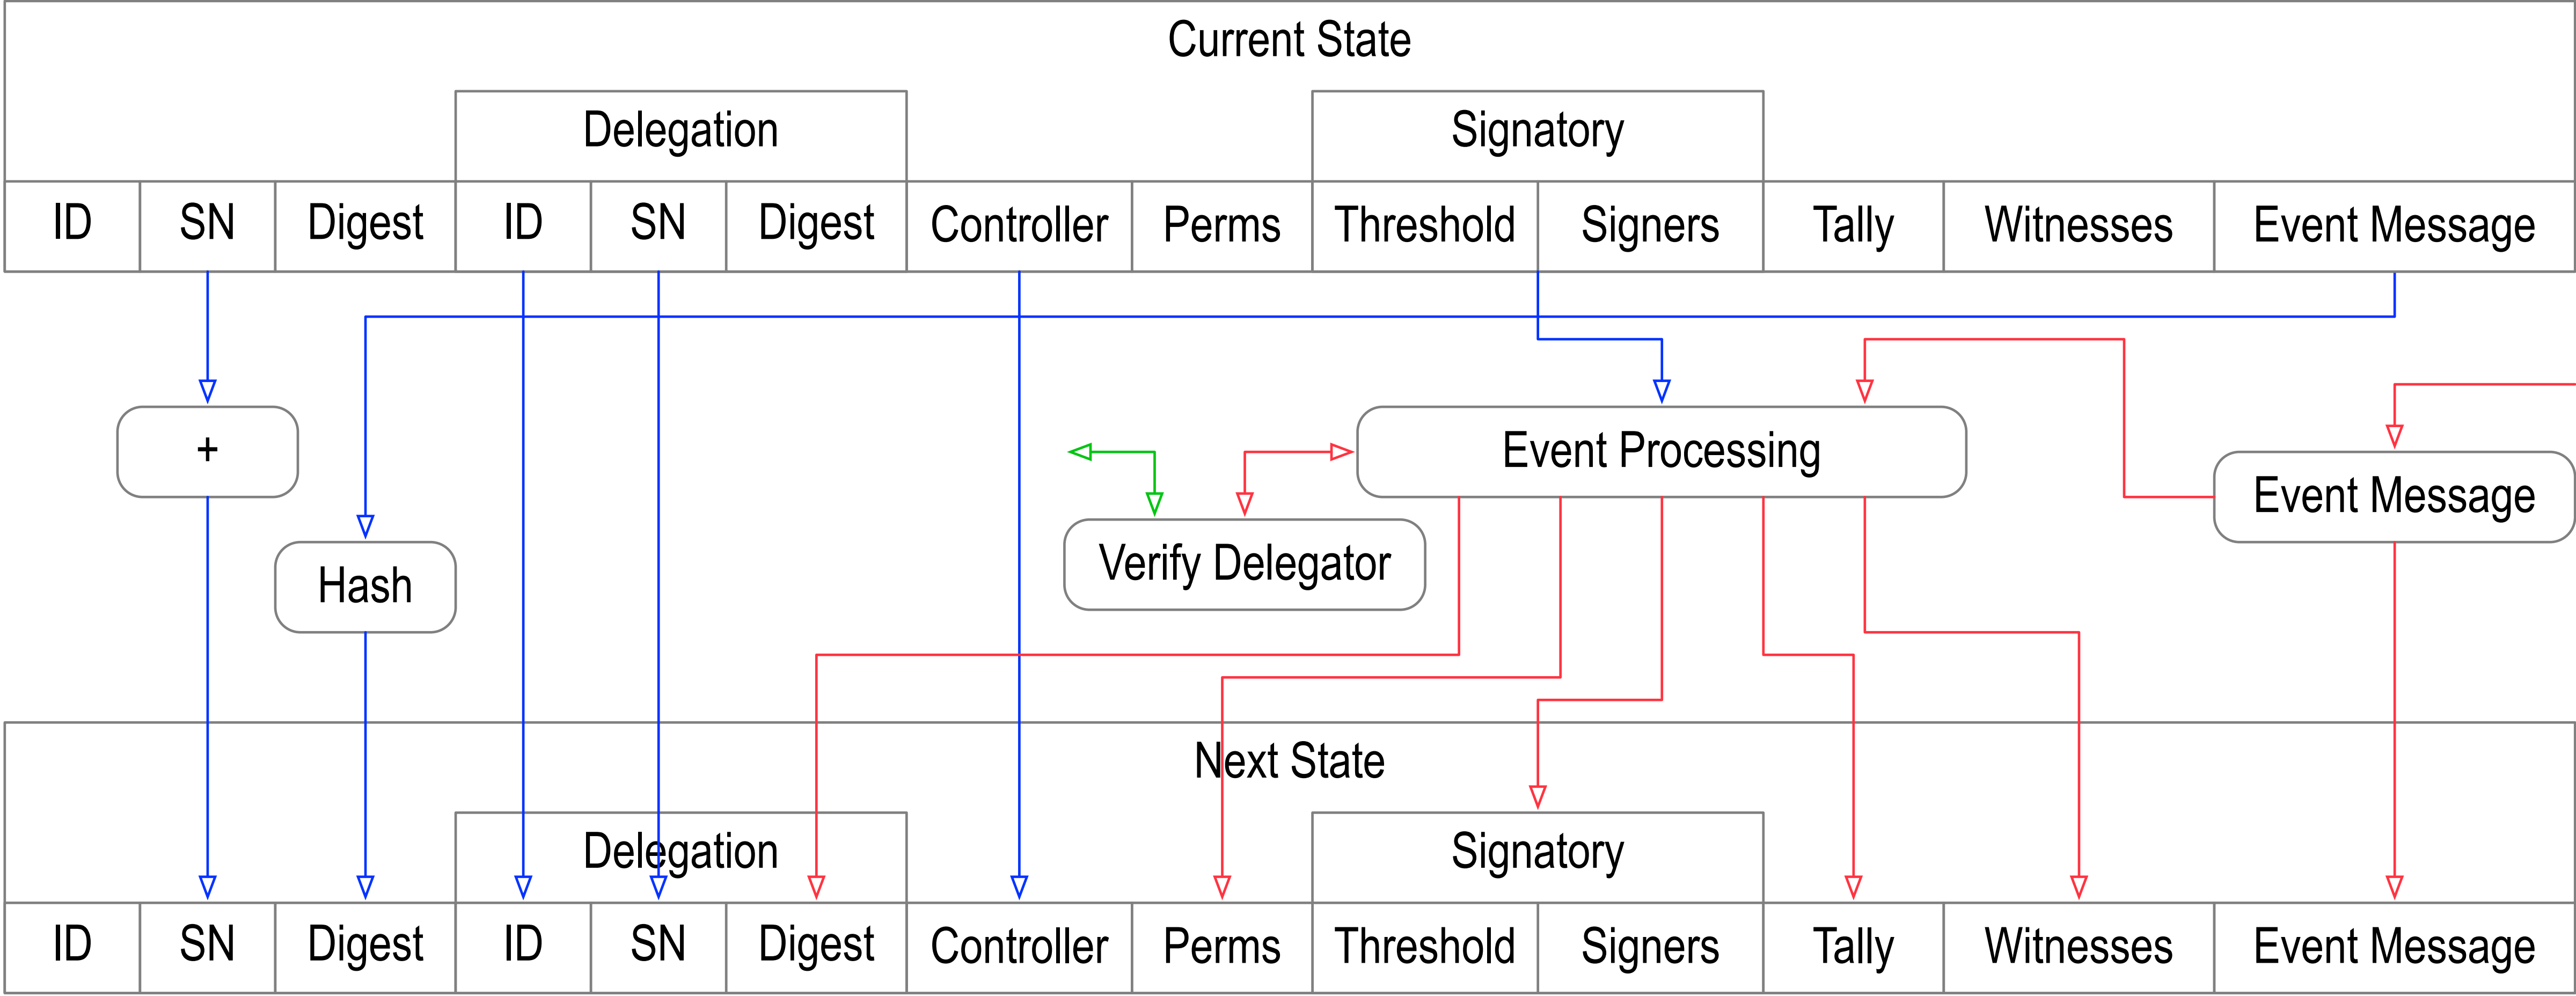 Current State
Delegation Signatory
ID SN Digest ID SN Digest Controller Perms Threshold Signers Tally Witnesses Event Message
+ Event Processing
Event Message
Verify Delegator
Hash
Next State
Delegation Signatory
ID SN Digest ID SN Digest Controller Perms Threshold Signers Tally Witnesses Event Message